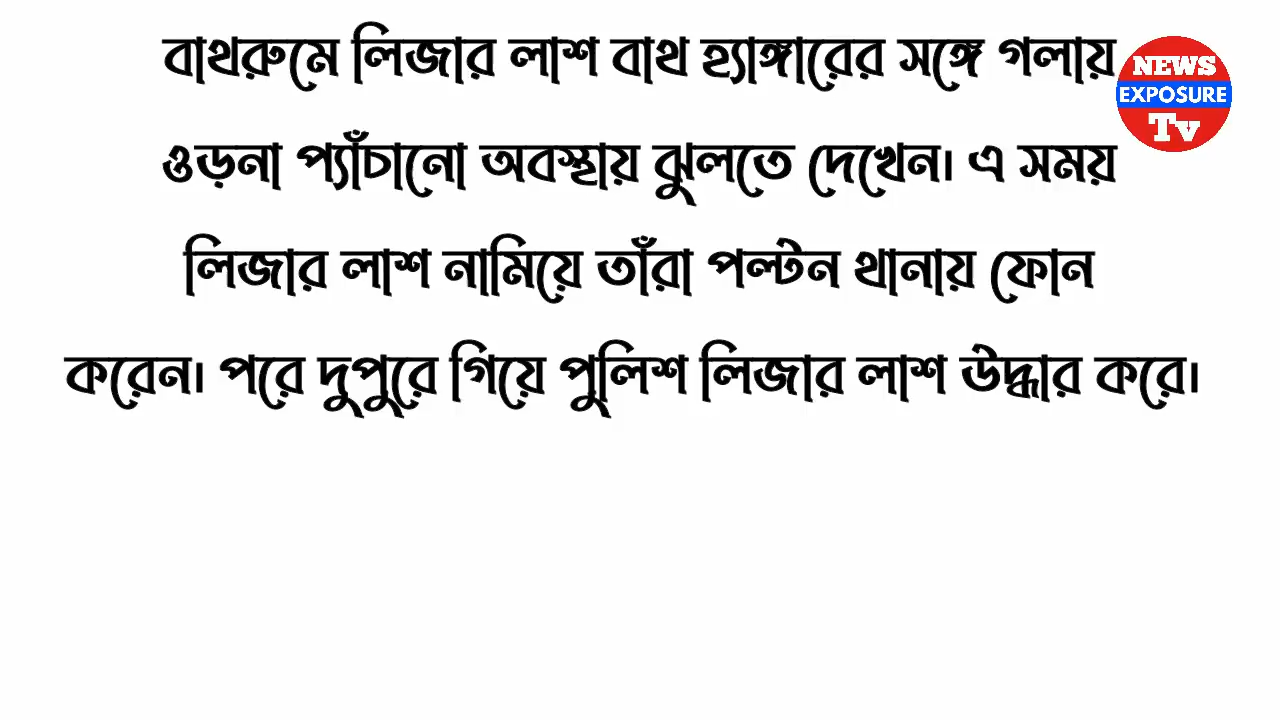 বাথরুমে লিজার লাশ বাথ হ্যাঙ্গারের সঙ্গে গলায়
ওড়না প্যাঁচানো অবস্থায় ঝুলতে দেখেন। এ সময়
লিজার লাশ নামিয়ে তাঁরা পল্টন থানায় ফোন
করেন। পরে দুপুরে গিয়ে পুলিশ লিজার লাশ উদ্ধার করে।
NEWS
EXPOSURE
Tv